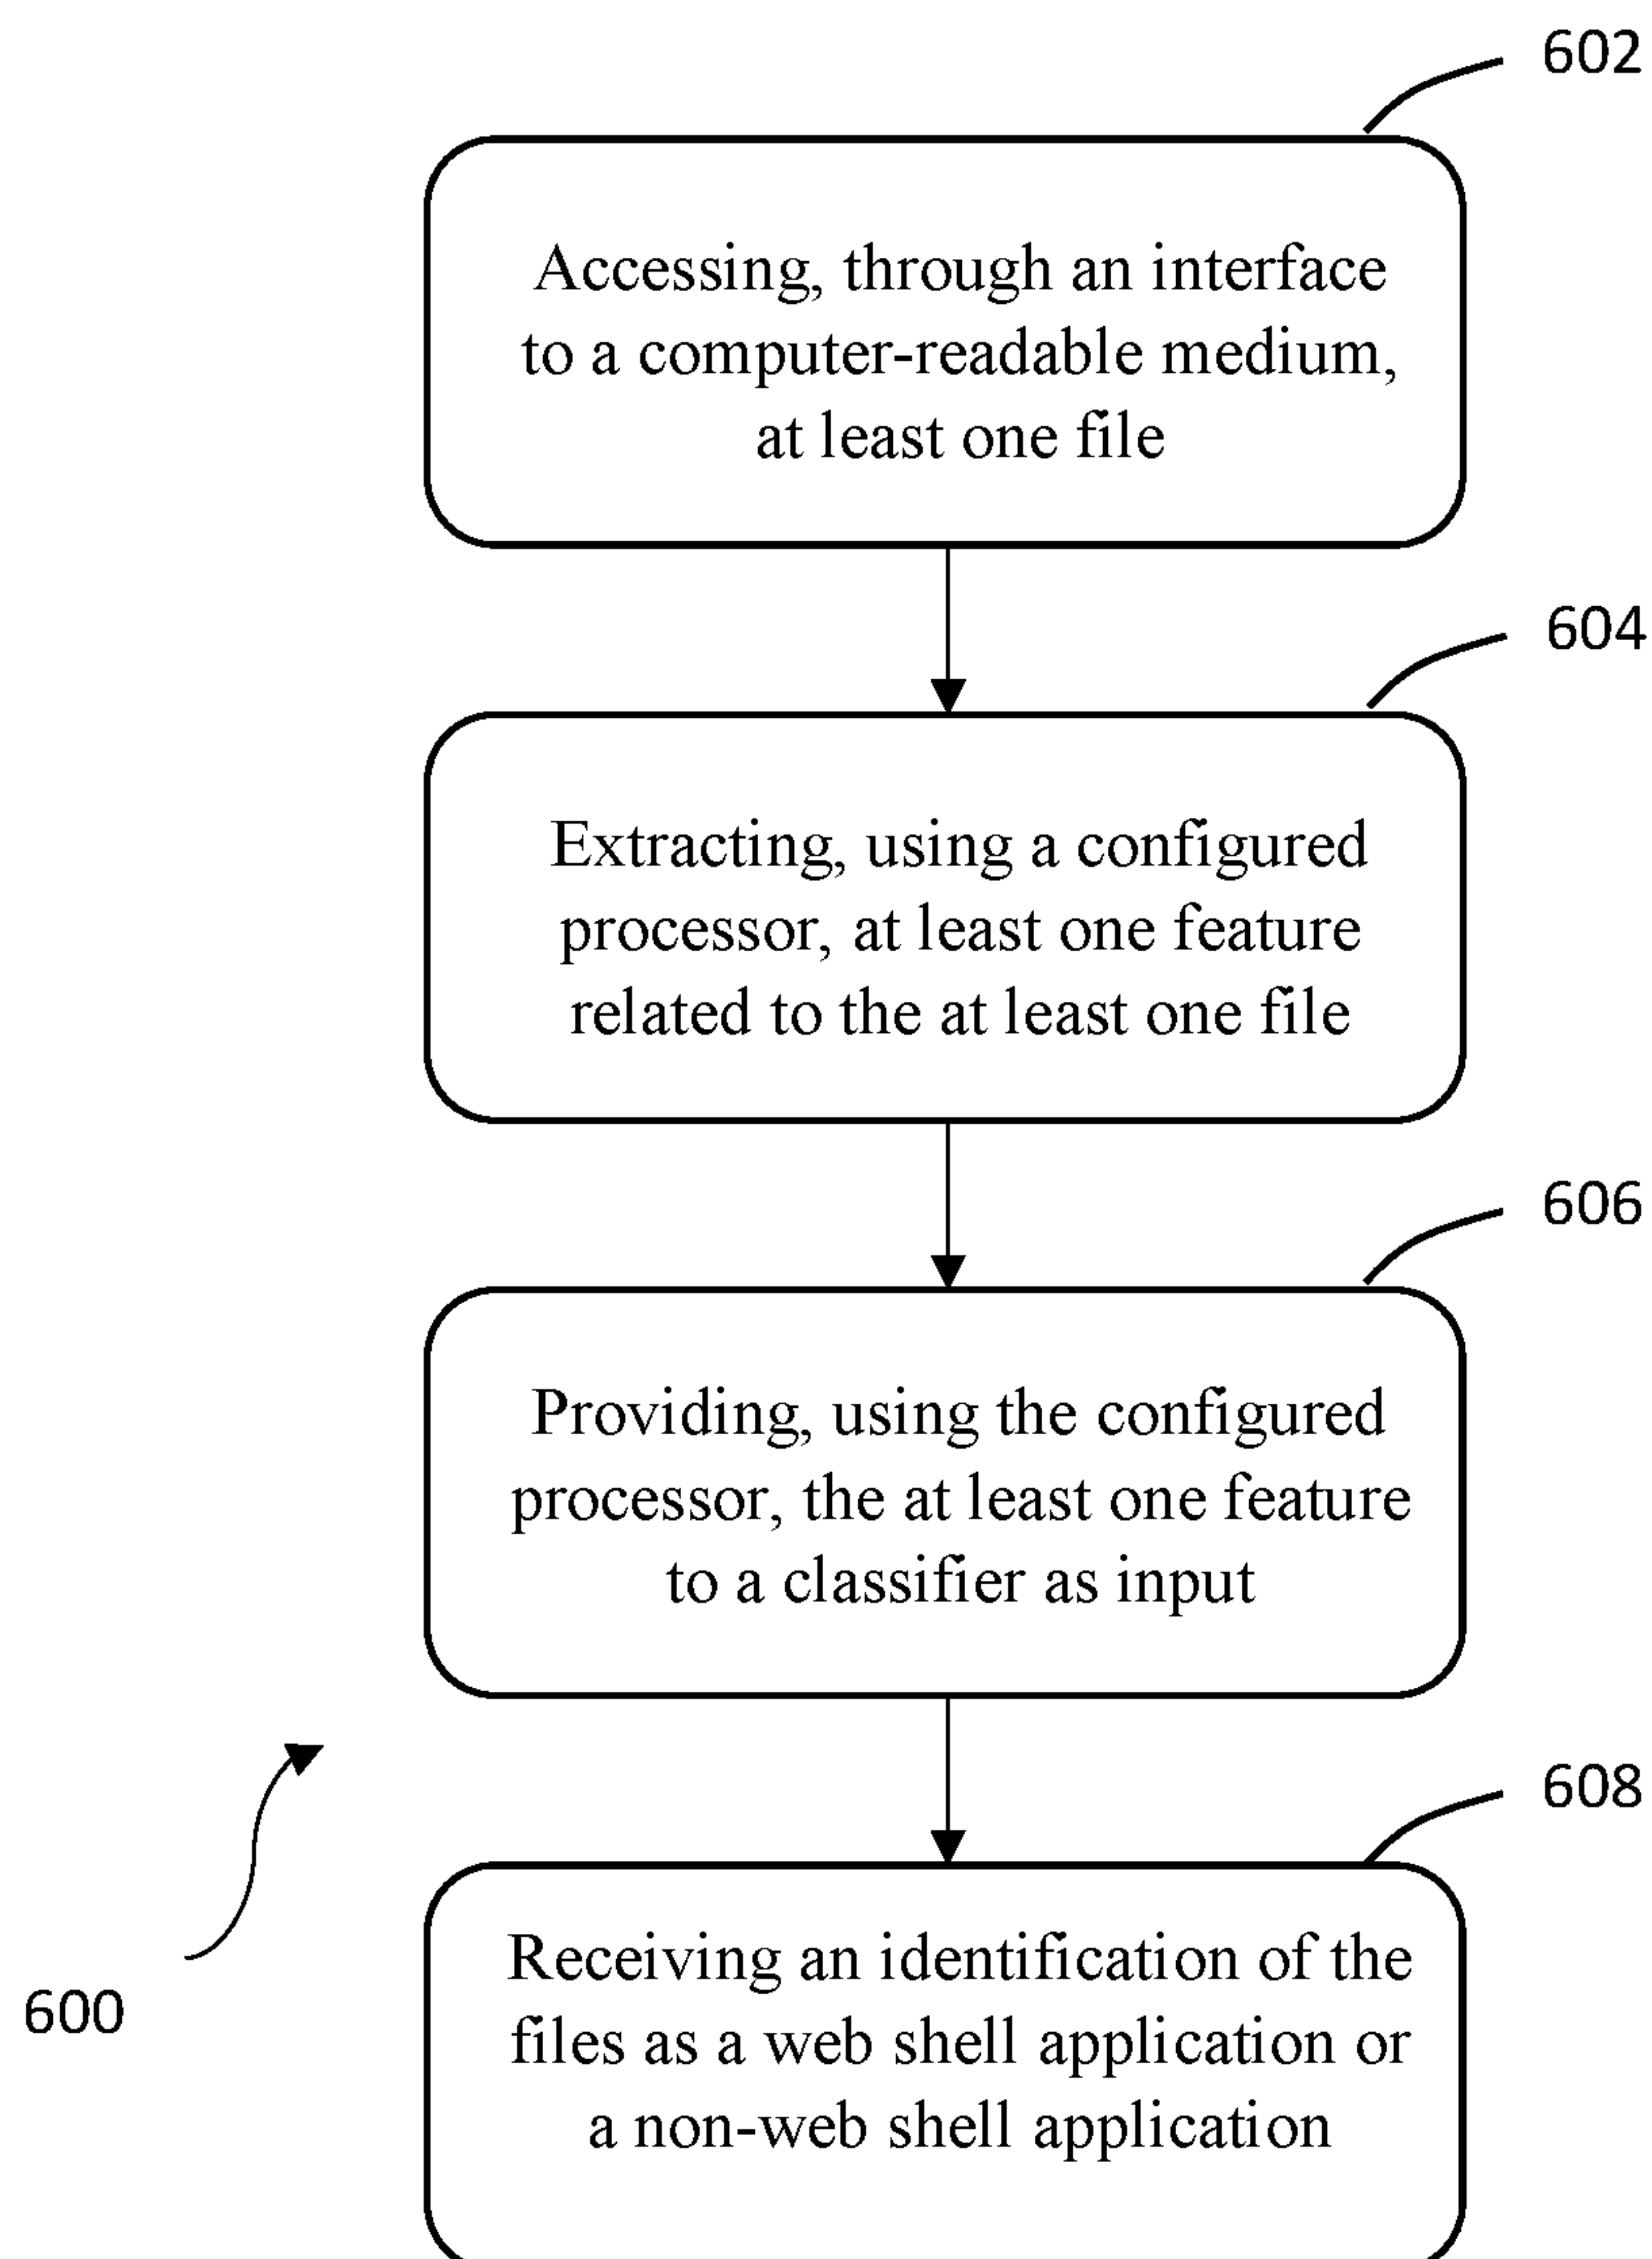 602
Accessing, through an interface
to a computer-readable medium,
at least one file
604
Extracting, using a configured
processor, at least one feature
related to the at least one file
606
Providing, using the configured
processor, the at least one feature
to a classifier as input
608
Receiving an identification of the
files as a web shell application or
a non-web shell application
600